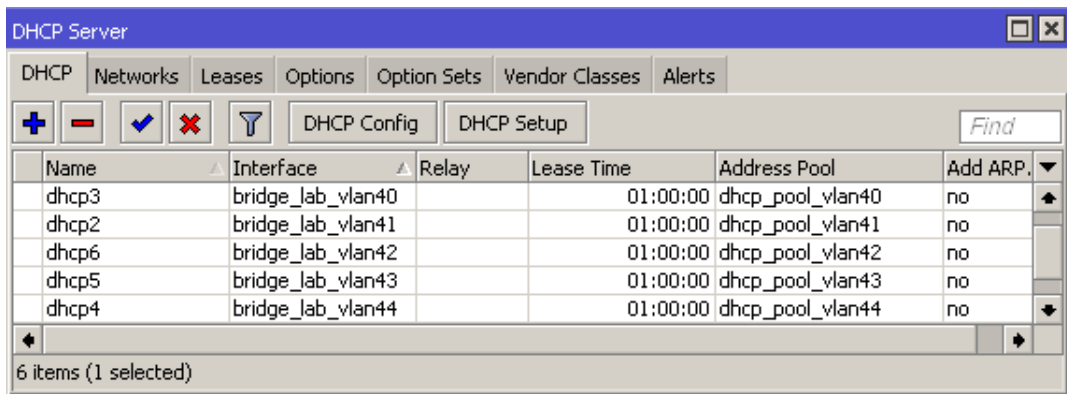 DHCP Server
DHCP Networks Leases Options Option Sets Vendor Classes Alerts
DHCP Config DHCP Setup Find
Name Interface Relay Lease Time Address Pool Add ARP.
dhcp3 bridge_lab_vlan40 01:00:00 dhcp_pool_vlan40 no
dhcp2 bridge_lab_vlan41 01:00:00 dhcp_pool_vlan41 no
dhcp6 bridge_lab_vlan42 01:00:00 dhcp_pool_vlan42 no
dhcp5 bridge_lab_vlan43 01:00:00 dhcp_pool_vlan43 no
dhcp4 bridge_lab_vlan44 01:00:00 dhcp_pool_vlan44 no
6 items (1 selected)